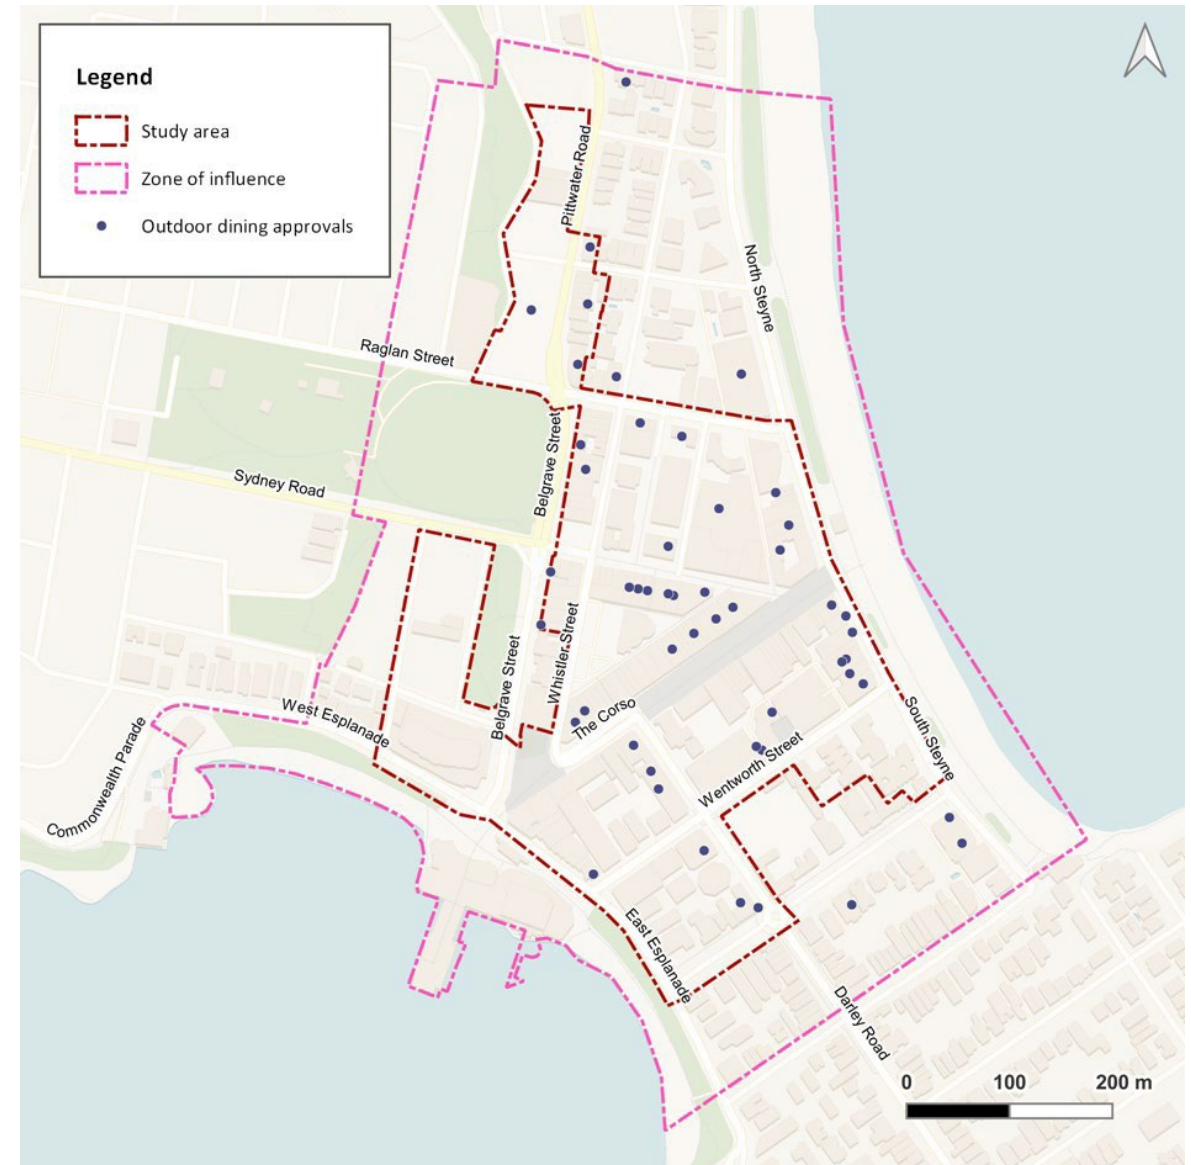 Legend
Study area
Zone of influence
Outdoor dining approvals
Pittwater Road
North Steyne
Raglan Street
Belgrave Street
Sydney Road
Whistler Street
Belgrave Street
West Esplanade
The Corso
South Steyne
Commonwealth Parade
Wentworth Street
East Esplanade
Darley Road
0 100 200 m